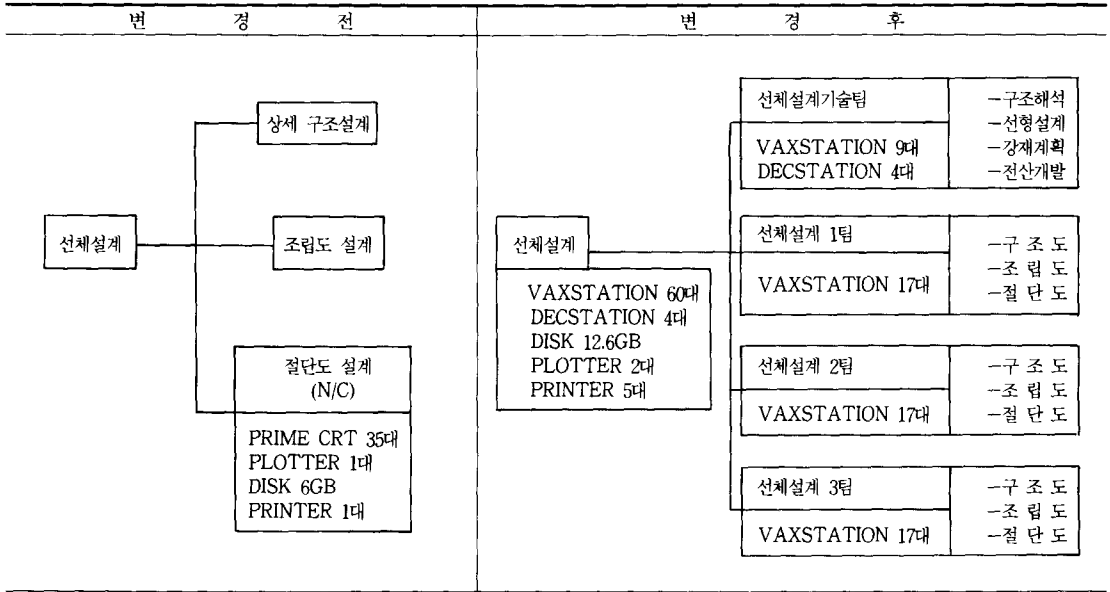 변 경 전
변 경 후
상세 구조설계
선체설계
조립도 설계
절단도 설계
(N/C)
PRIME CRT 35대
PLOTTER 1대
DISK 6GB
PRINTER 1대
선체설계
VAXSTATION 60대
DECSTATION 4대
DISK 12.6GB
PLOTTER 2대
PRINTER 5대
선체설계기술팀
VAXSTATION 9대
DECSTATION 4대
-구조해석
-선형설계
-강재계획
-전산개발
선체설계 1팀
VAXSTATION 17대
-구 조 도
-조 립 도
-절 단 도
선체설계 2팀
VAXSTATION 17대
-구 조 도
-조 립 도
-절 단 도
선체설계 3팀
VAXSTATION 17대
-구 조 도
-조 립 도
-절 단 도